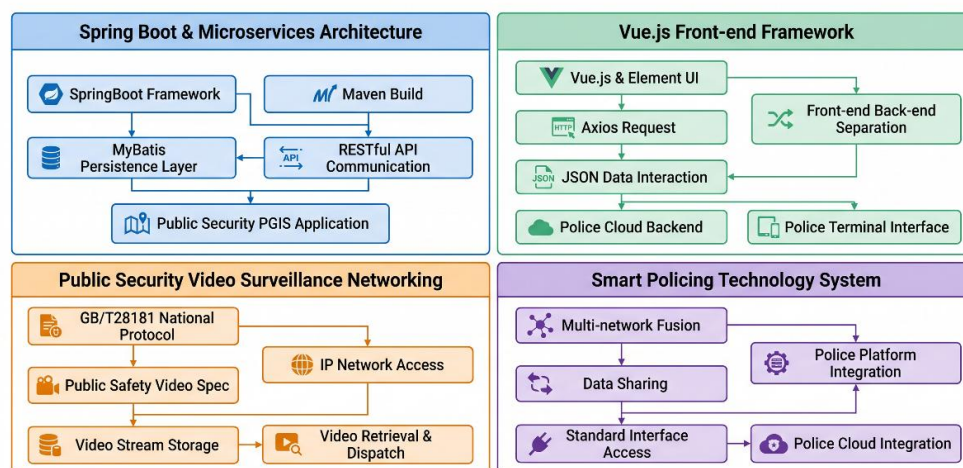 Spring Boot & Microservices Architecture
SpringBoot Framework
Maven Build
MyBatis
Persistence Layer
API
RESTful API
Communication
Public Security PGIS Application
Vue.js Front-end Framework
Vue.js & Element UI
HTTP
Axios Request
Front-end Back-end
Separation
JSON
JSON Data Interaction
Police Cloud Backend
Police Terminal Interface
Public Security Video Surveillance Networking
GB/T28181 National
Protocol
IP Network Access
Public Safety Video Spec
Video Stream Storage
Video Retrieval &
Dispatch
Smart Policing Technology System
Multi-network Fusion
Police Platform
Integration
Data Sharing
Standard Interface
Access
Police Cloud Integration